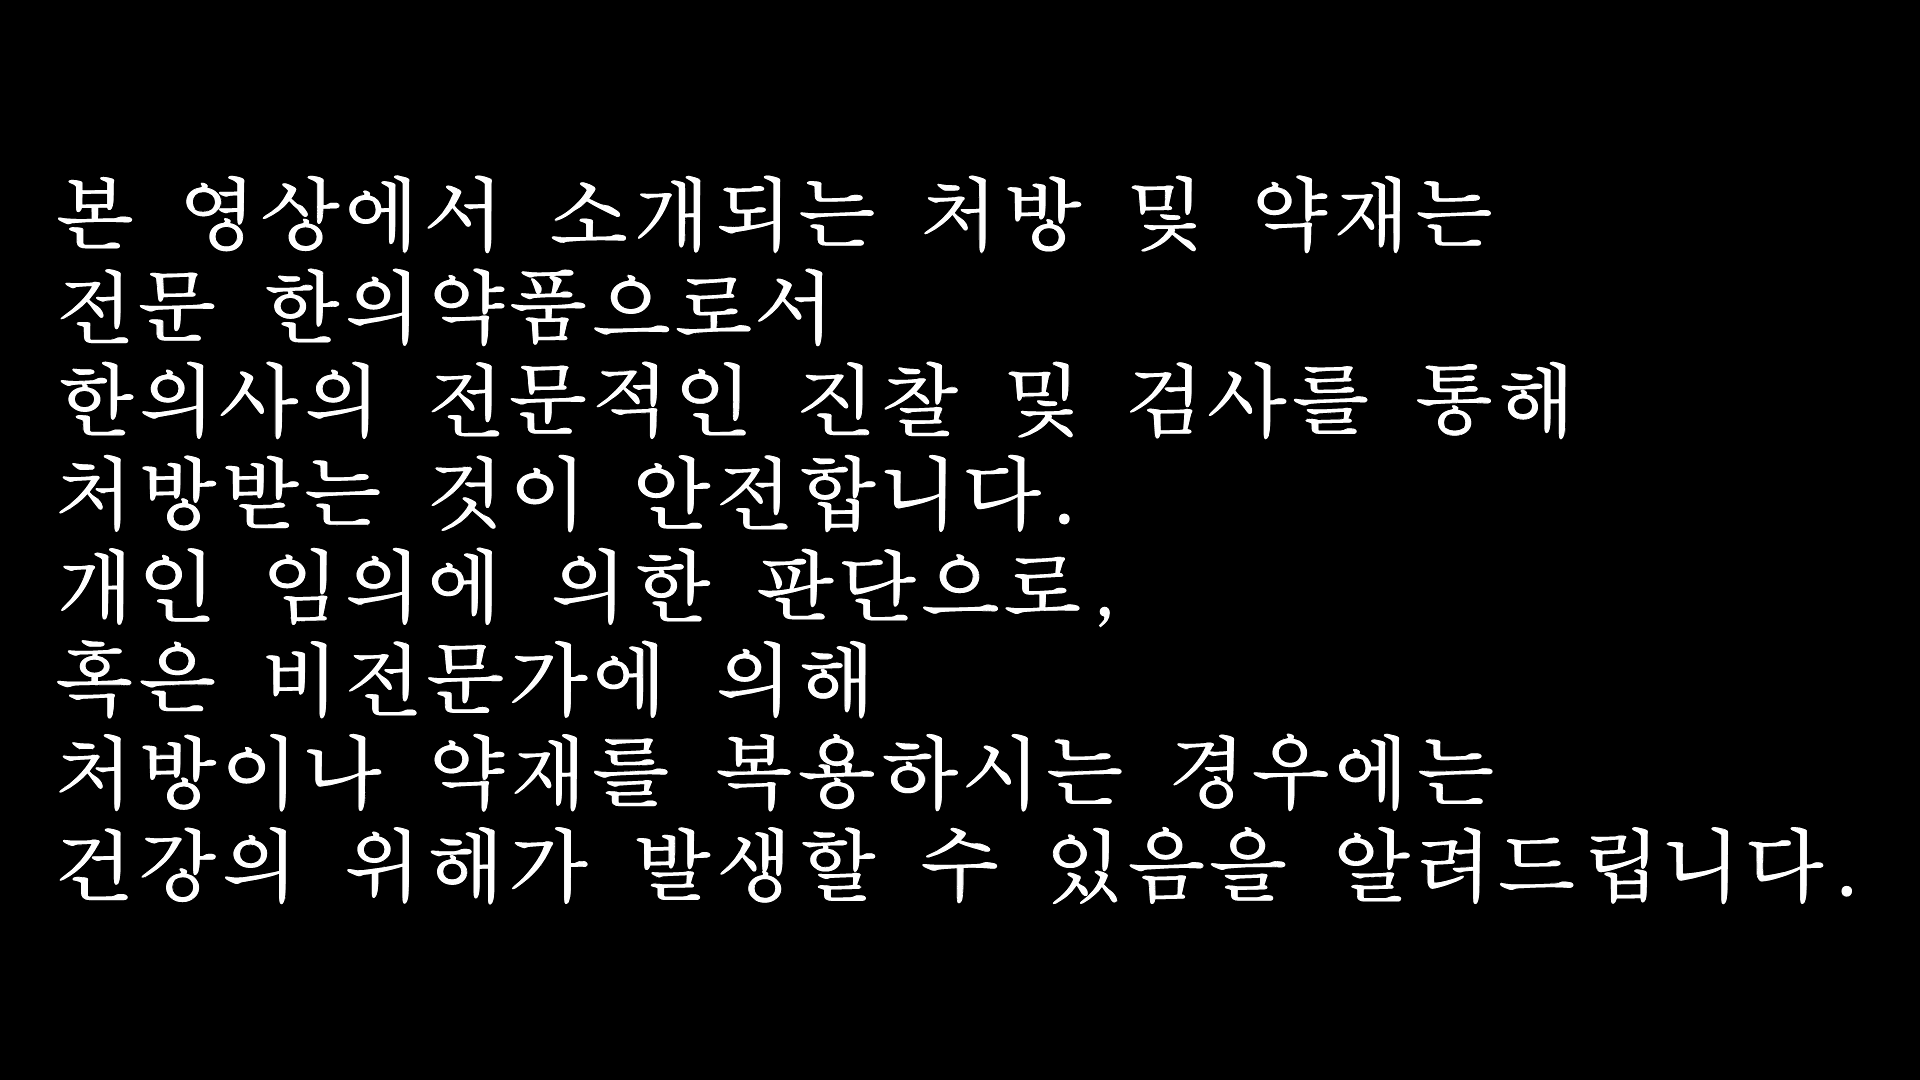 본 영상에서 소개되는 처방 및 약재는
전문 한의약품으로서
한의사의 전문적인 진찰 및 검사를 통해
처방받는 것이 안전합니다.
개인 임의에 의한 판단으로,
혹은 비전문가에 의해
처방이나 약재를 복용하시는 경우에는
건강의 위해가 발생할 수 있음을 알려드립니다.